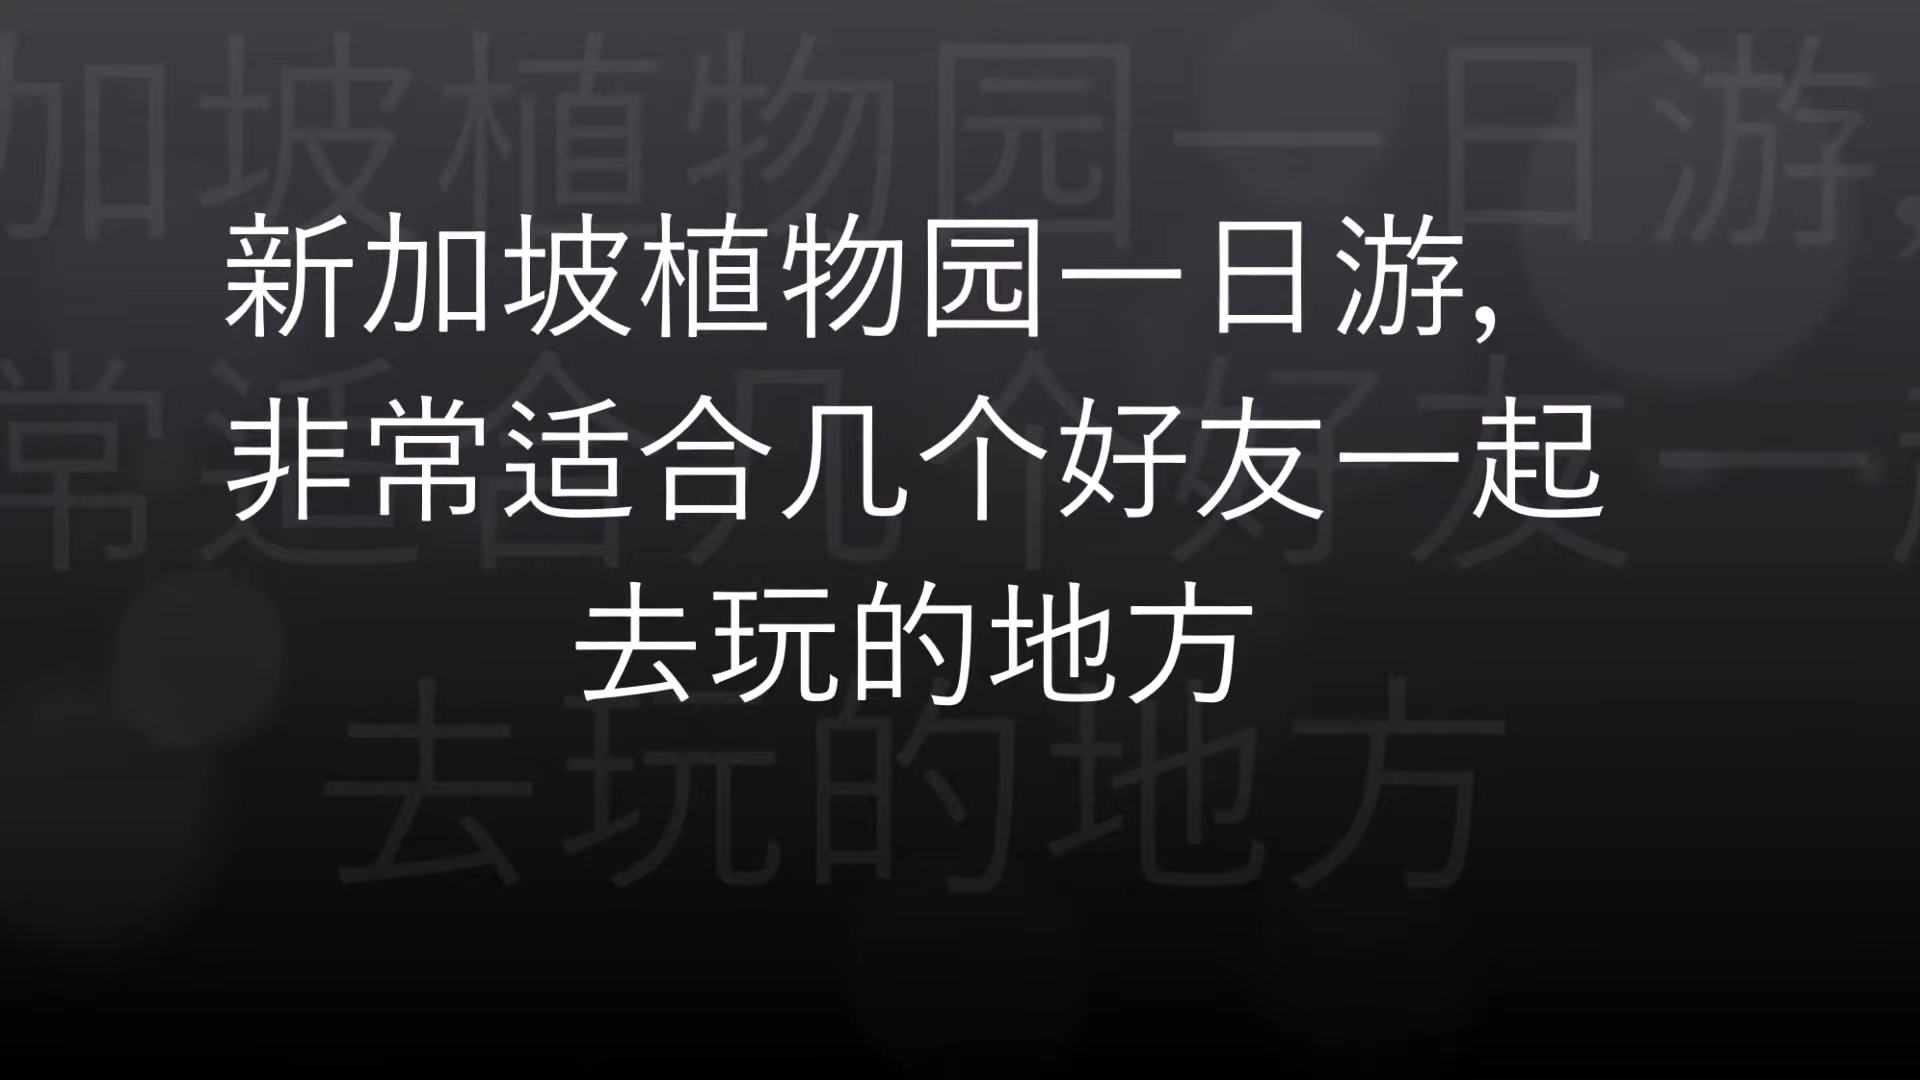 新加坡植物园一日游,
非常适合几个好友一起
去玩的地方